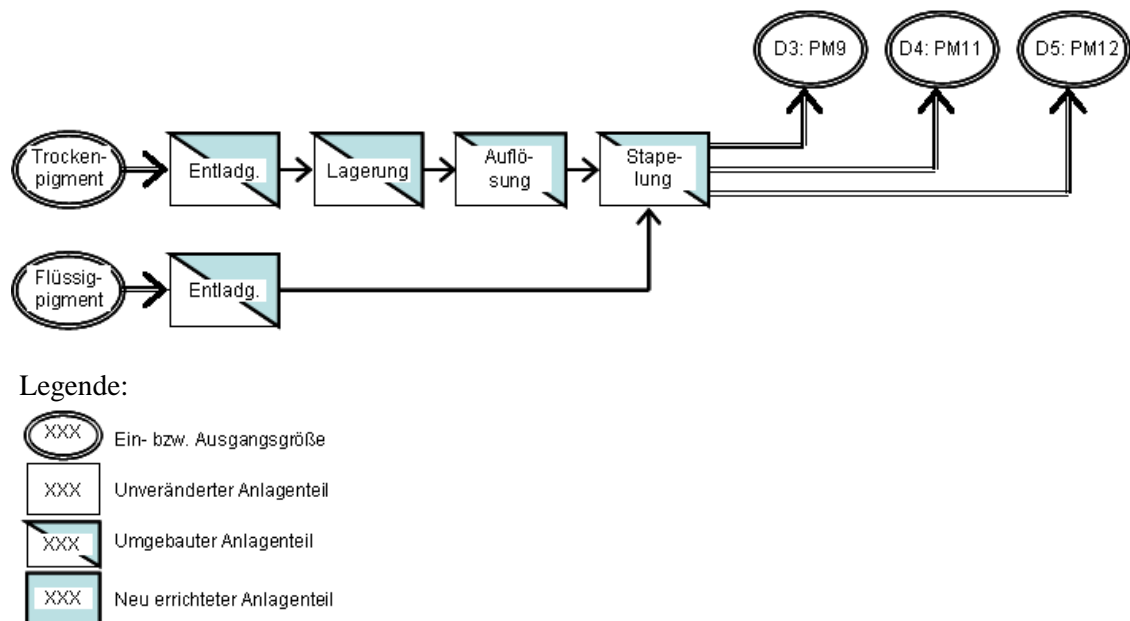 D3: PM9
D4: PM11
D5: PM12
Trocken-
pigment
Entladg.
Lagerung
Auflö-
sung
Stape-
lung
Flüssig-
pigment
Entladg.
Legende:
XXX
Ein- bzw. Ausgangsgröße
XXX
Unveränderter Anlagenteil
XXX
Umgebauter Anlagenteil
XXX
Neu errichteter Anlagenteil